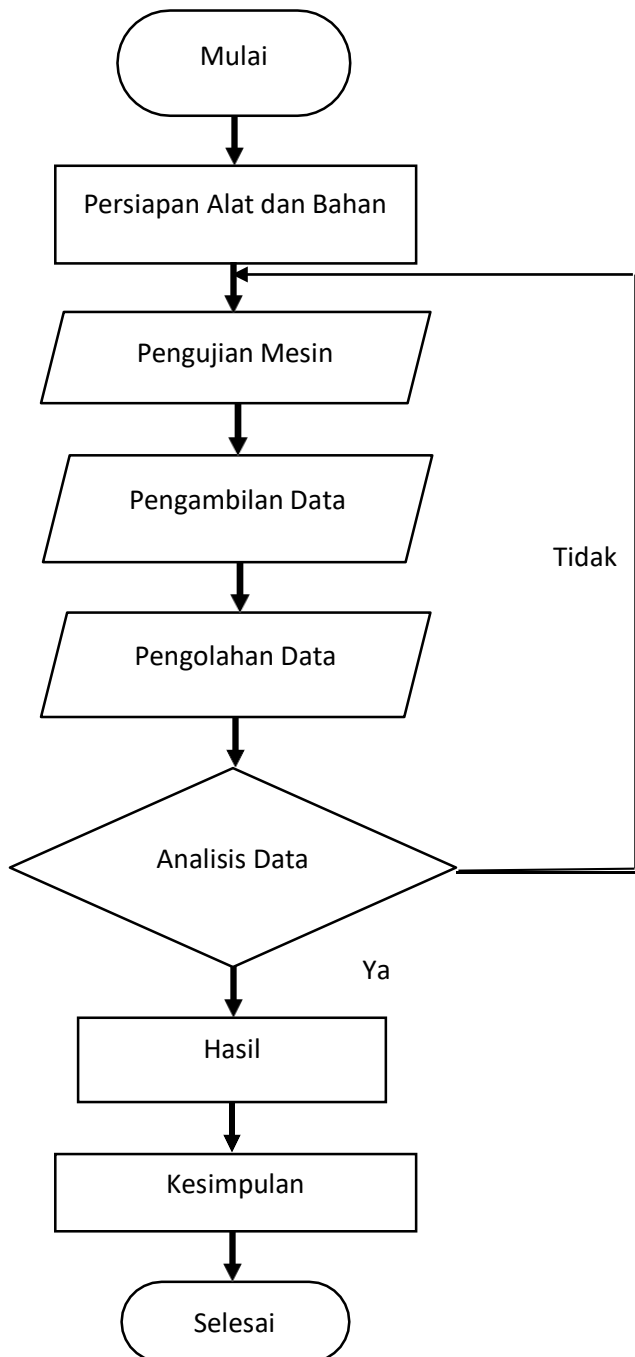 Mulai
Persiapan Alat dan Bahan
Pengujian Mesin
Pengambilan Data
Tidak
Pengolahan Data
Analisis Data
Ya
Hasil
Kesimpulan
Selesai